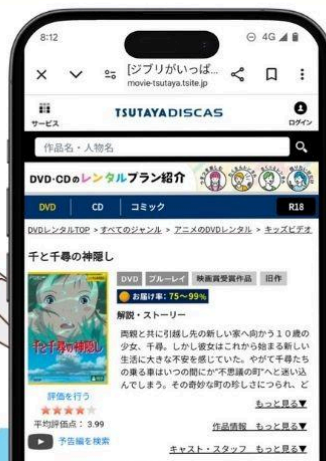 8:12
4G
[ジブリがいっぱ...
movie-tsutaya.tsite.jp
サービス
TSUTAYADISCAS
ログイン
作品名・人物名
DVD・CDのレンタルプラン紹介
DVD
CD
コミック
R18
DVDレンタルTOP > すべてのジャンル > アニメのDVDレンタル > キッズビデオ
千と千尋の神隠し
DVD ブルーレイ 映画賞受賞作品 旧作
お届け率：75～99%
解説・ストーリー
両親と共に引越し先の新しい家へ向かう１０歳の
少女、千尋。しかし彼女はこれから始まる新しい
生活に大きな不安を感じていた。やがて千尋たち
の乗る車はいつの間にか“不思議の町”へと迷い込
んでしまう。その奇妙な町の珍しさにつられ、ど
もっと見る▼
千と千尋の神隠し
評価を行う
★★★★★
平均評価点：3.99
予告編を検索
作品情報 もっと見る▼
キャスト・スタッフ もっと見る▼